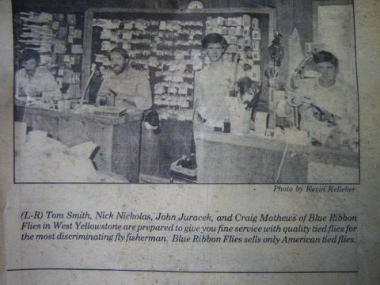 Photo by Kevin Kelleher
(L-R) Tom Smith, Nick Nicholas, John Juracek, and Craig Mathews of Blue Ribbon
Flies in West Yellowstone are prepared to give you fine service with quality tied flies for
the most discriminating fly fisherman. Blue Ribbon Flies sells only American tied flies.